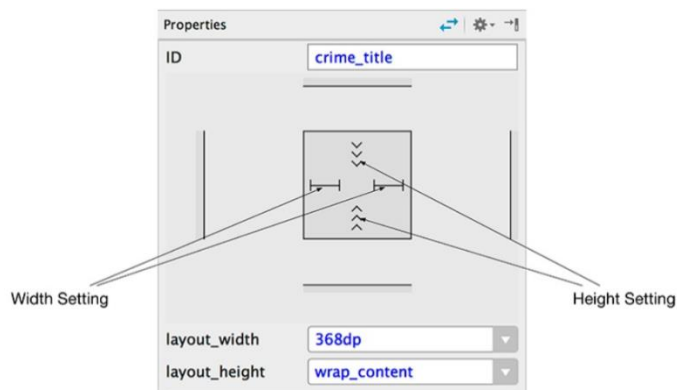 Properties
ID crime_title
Width Setting
Height Setting
layout_width 368dp
layout_height wrap_content